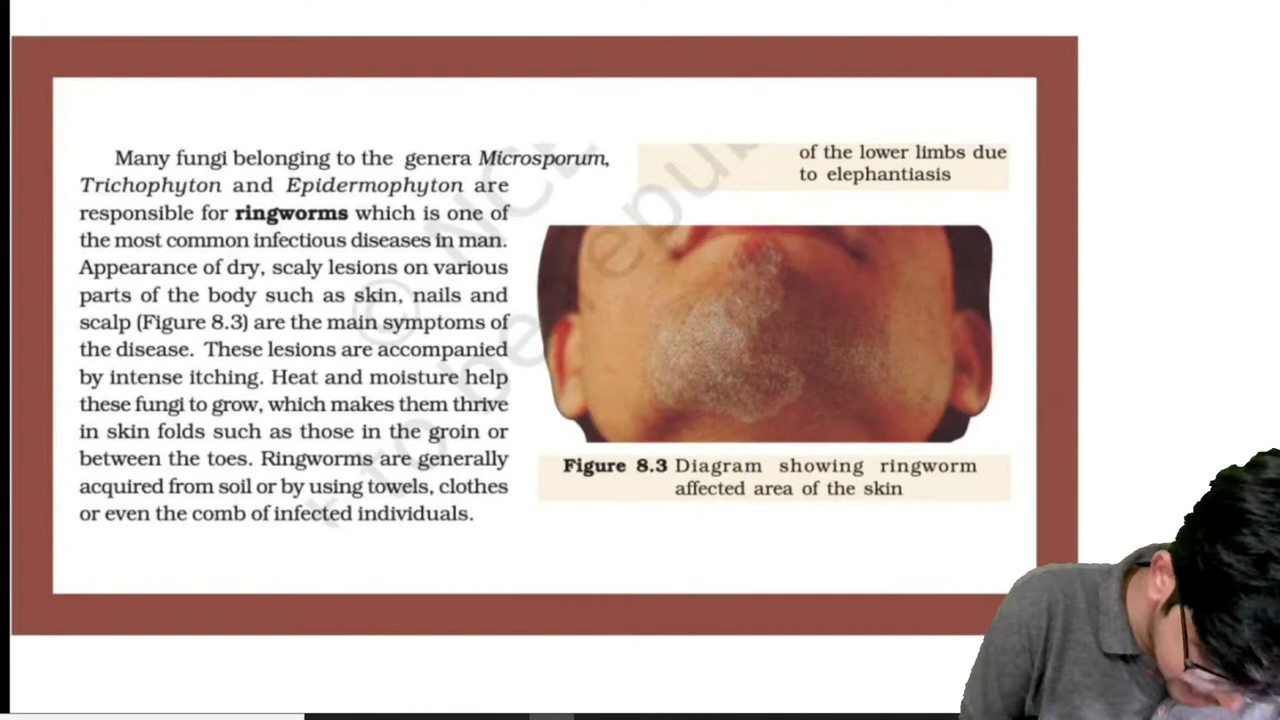 Many fungi belonging to the genera Microsporum,
Trichophyton and Epidermophyton are
responsible for ringworms which is one of
the most common infectious diseases in man.
Appearance of dry, scaly lesions on various
parts of the body such as skin, nails and
scalp (Figure 8.3) are the main symptoms of
the disease. These lesions are accompanied
by intense itching. Heat and moisture help
these fungi to grow, which makes them thrive
in skin folds such as those in the groin or
between the toes. Ringworms are generally
acquired from soil or by using towels, clothes
or even the comb of infected individuals.
of the lower limbs due
to elephantiasis
Figure 8.3 Diagram showing ringworm
affected area of the skin